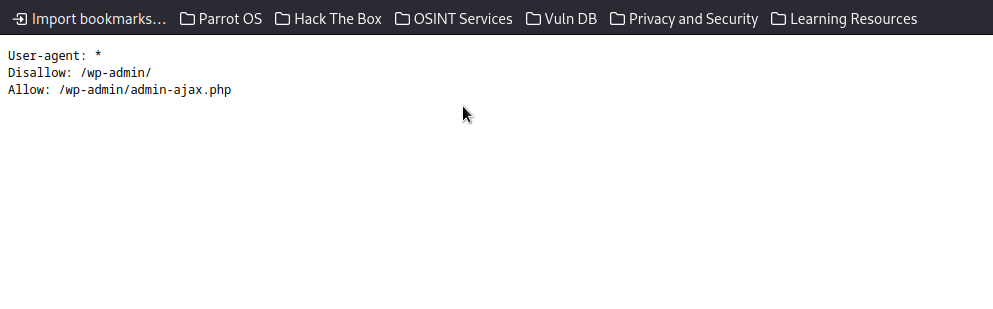 Import bookmarks... Parrot OS Hack The Box OSINT Services Vuln DB Privacy and Security Learning Resources
User-agent: *
Disallow: /wp-admin/
Allow: /wp-admin/admin-ajax.php